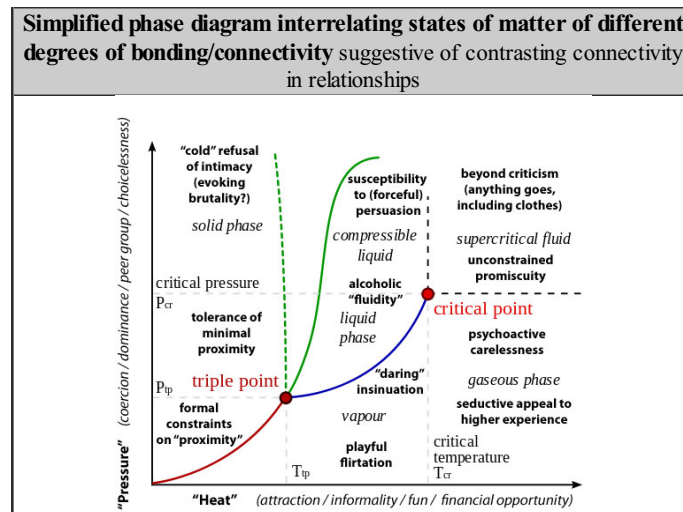 Simplified phase diagram interrelating states of matter of different
degrees of bonding/connectivity suggestive of contrasting connectivity
in relationships
"Pressure" (coercion / dominance / peer group / choicelessness)
"cold" refusal
of intimacy
(evoking
brutality?)
solid phase
susceptibility
to (forceful)
persuasion
compressible
liquid
beyond criticism
(anything goes,
including clothes)
supercritical fluid
unconstrained
promiscuity
critical pressure
Pcr
alcoholic
"fluidity"
liquid
phase
critical point
tolerance of
minimal
proximity
psychoactive
carelessness
Ptp
triple point
"daring"
insinuation
gaseous phase
formal
constraints
on "proximity"
vapour
seductive appeal to
higher experience
playful
flirtation
critical
temperature
Tcr
Ttp
"Heat" (attraction / informality / fun / financial opportunity)